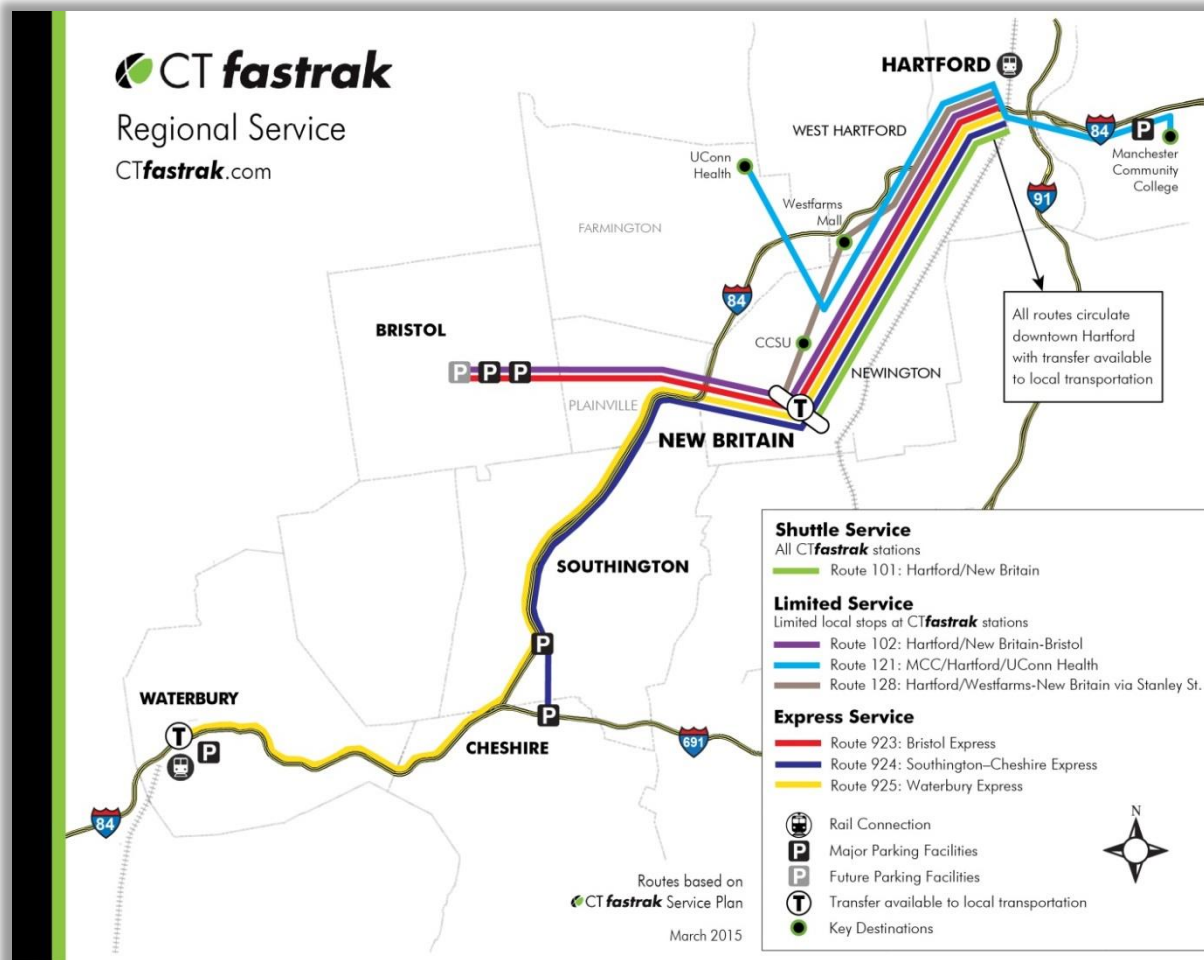 CTfastrak
Regional Service
CTfastrak.com
HARTFORD
WEST HARTFORD
UConn
Health
Westfarms
Mall
84
P
Manchester
Community
College
91
FARMINGTON
84
All routes circulate
downtown Hartford
with transfer available
to local transportation
BRISTOL
CCSU
NEWINGTON
P P P
PLAINVILLE
T
NEW BRITAIN
SOUTHINGTON
P
WATERBURY
T
P
P
CHESHIRE
691
84
Shuttle Service
All CTfastrak stations
Route 101: Hartford/New Britain
Limited Service
Limited local stops at CTfastrak stations
Route 102: Hartford/New Britain-Bristol
Route 121: MCC/Hartford/UConn Health
Route 128: Hartford/Westfarms-New Britain via Stanley St.
Express Service
Route 923: Bristol Express
Route 924: Southington–Cheshire Express
Route 925: Waterbury Express
Rail Connection
P Major Parking Facilities
P Future Parking Facilities
T Transfer available to local transportation
Key Destinations
N
Routes based on
CTfastrak Service Plan
March 2015